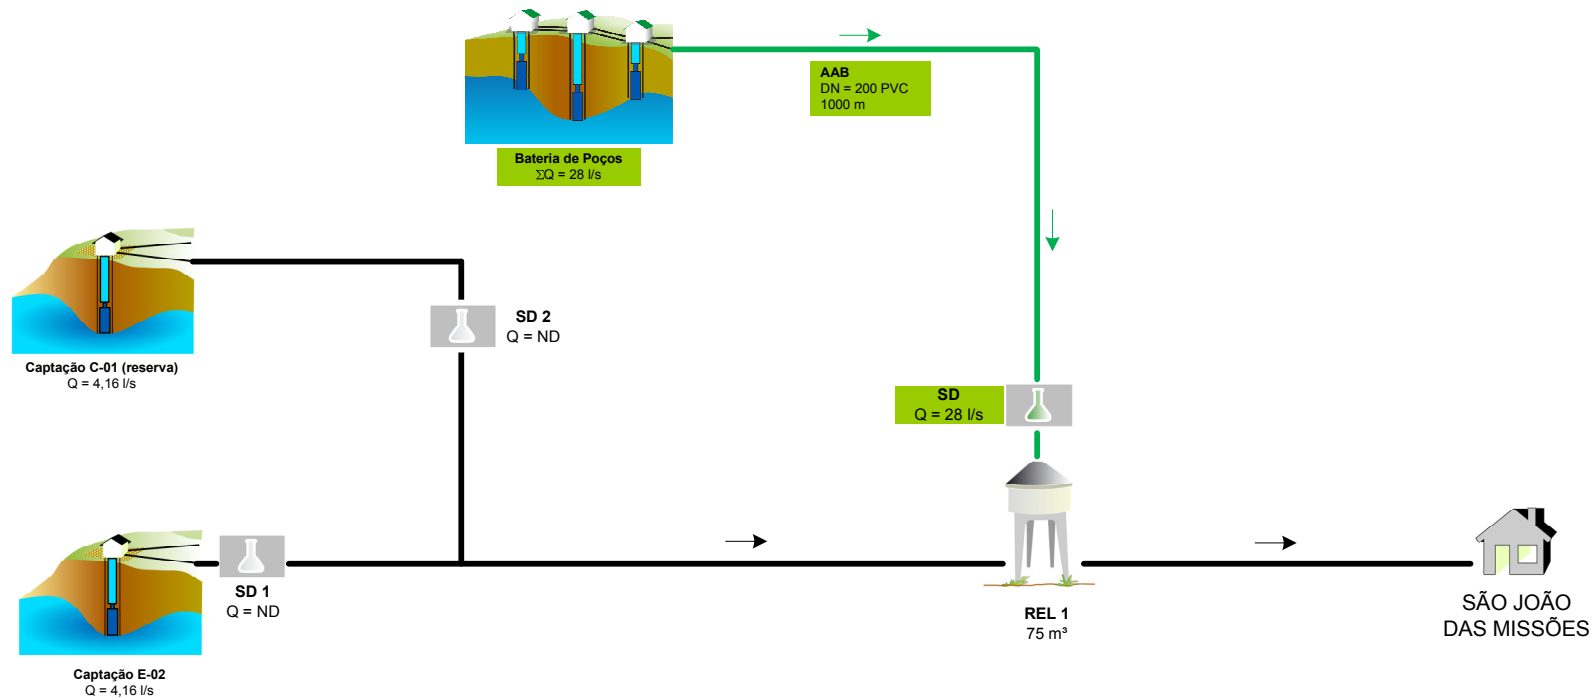 AAB
DN = 200 PVC
1000 m
Bateria de Poços
ΣQ = 28 l/s
SD 2
Q = ND
Captação C-01 (reserva)
Q = 4,16 l/s
SD
Q = 28 l/s
SD 1
Q = ND
REL 1
75 m³
SÃO JOÃO
DAS MISSÕES
Captação E-02
Q = 4,16 l/s